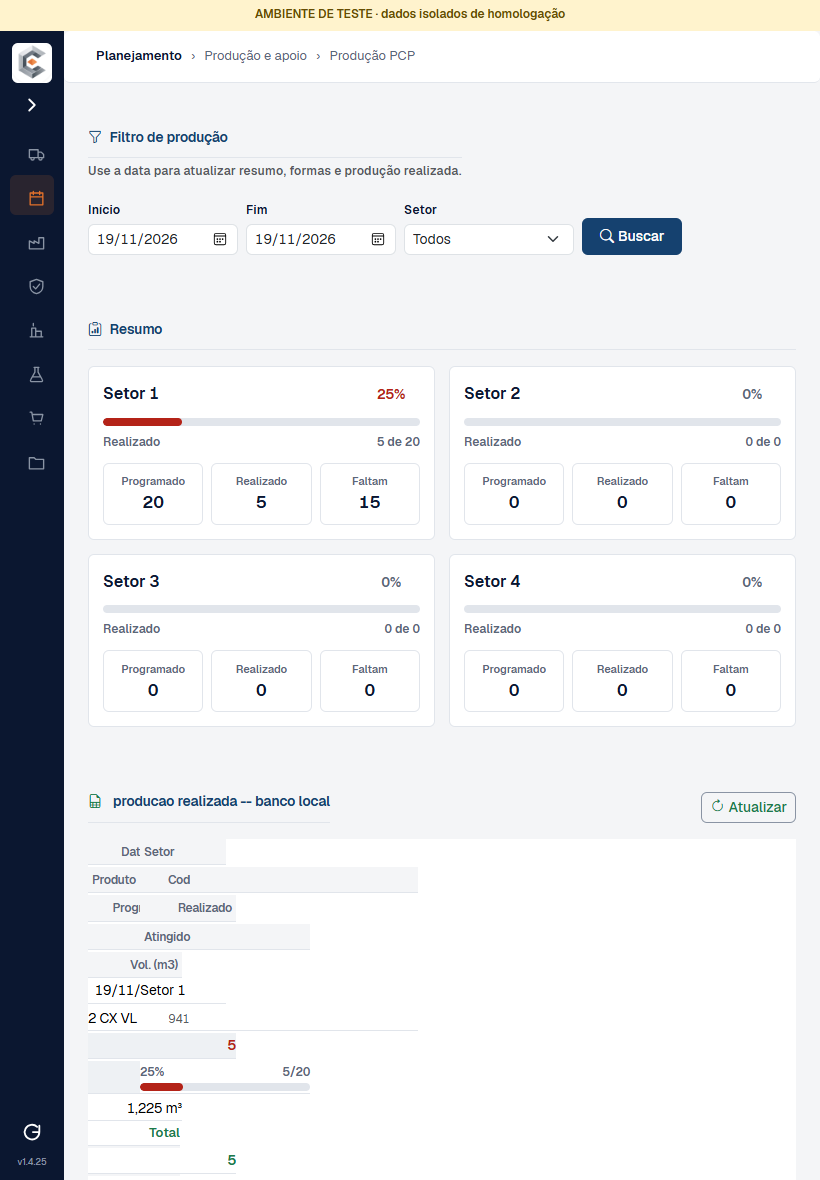 AMBIENTE DE TESTE · dados isolados de homologação
Planejamento › Produção e apoio › Produção PCP
Filtro de produção
Use a data para atualizar resumo, formas e produção realizada.
Início Fim Setor
19/11/2026 19/11/2026 Todos Buscar
Resumo
Setor 1 25%
Realizado 5 de 20
Programado Realizado Faltam
20 5 15
Setor 2 0%
Realizado 0 de 0
Programado Realizado Faltam
0 0 0
Setor 3 0%
Realizado 0 de 0
Programado Realizado Faltam
0 0 0
Setor 4 0%
Realizado 0 de 0
Programado Realizado Faltam
0 0 0
producao realizada -- banco local Atualizar
Dat Setor
Produto Cod
Prog Realizado
Atingido
Vol. (m3)
19/11/Setor 1
2 CX VL 941
5
25% 5/20
1,225 m³
Total
5
v1.4.25